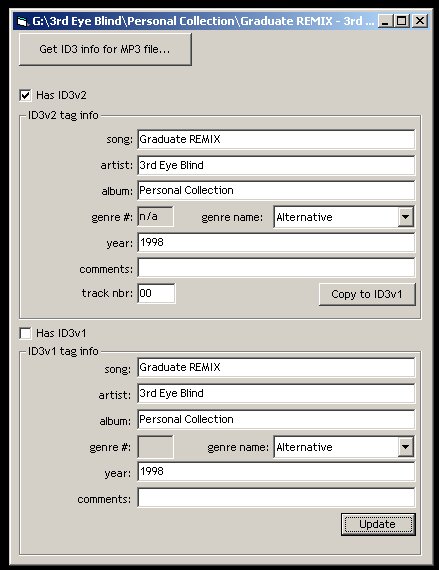 G:\3rd Eye Blind\Personal Collection\Graduate REMIX - 3rd ...
Get ID3 info for MP3 file...
Has ID3v2
ID3v2 tag info
song: Graduate REMIX
artist: 3rd Eye Blind
album: Personal Collection
genre #: n/a genre name: Alternative
year: 1998
comments:
track nbr: 00 Copy to ID3v1
Has ID3v1
ID3v1 tag info
song: Graduate REMIX
artist: 3rd Eye Blind
album: Personal Collection
genre #: genre name: Alternative
year: 1998
comments:
Update